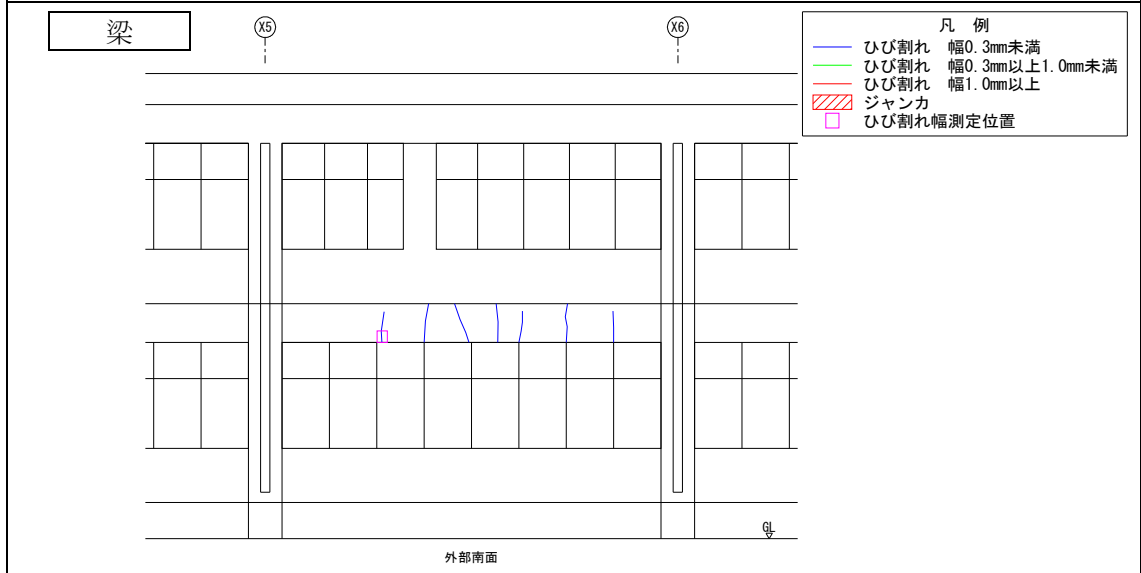 梁
X5
X6
凡 例
ひび割れ 幅0.3mm未満
ひび割れ 幅0.3mm以上1.0mm未満
ひび割れ 幅1.0mm以上
ジャンカ
ひび割れ幅測定位置
GL
外部南面